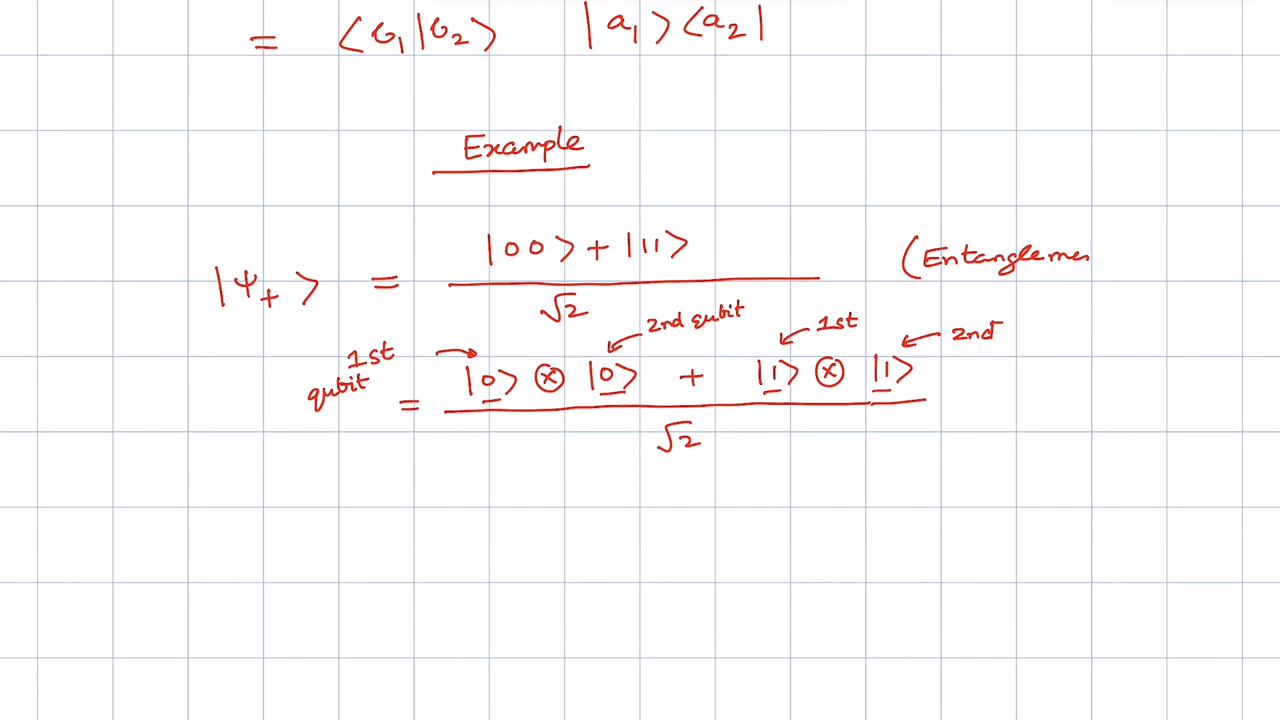 = ⟨b₁|b₂⟩ |a₁⟩⟨a₂|
Example
|ψ₊⟩ = |00⟩ + |11⟩ / √2 (Entanglemen
1st qubit 2nd qubit 1st 2nd
= |0⟩ ⊗ |0⟩ + |1⟩ ⊗ |1⟩ / √2